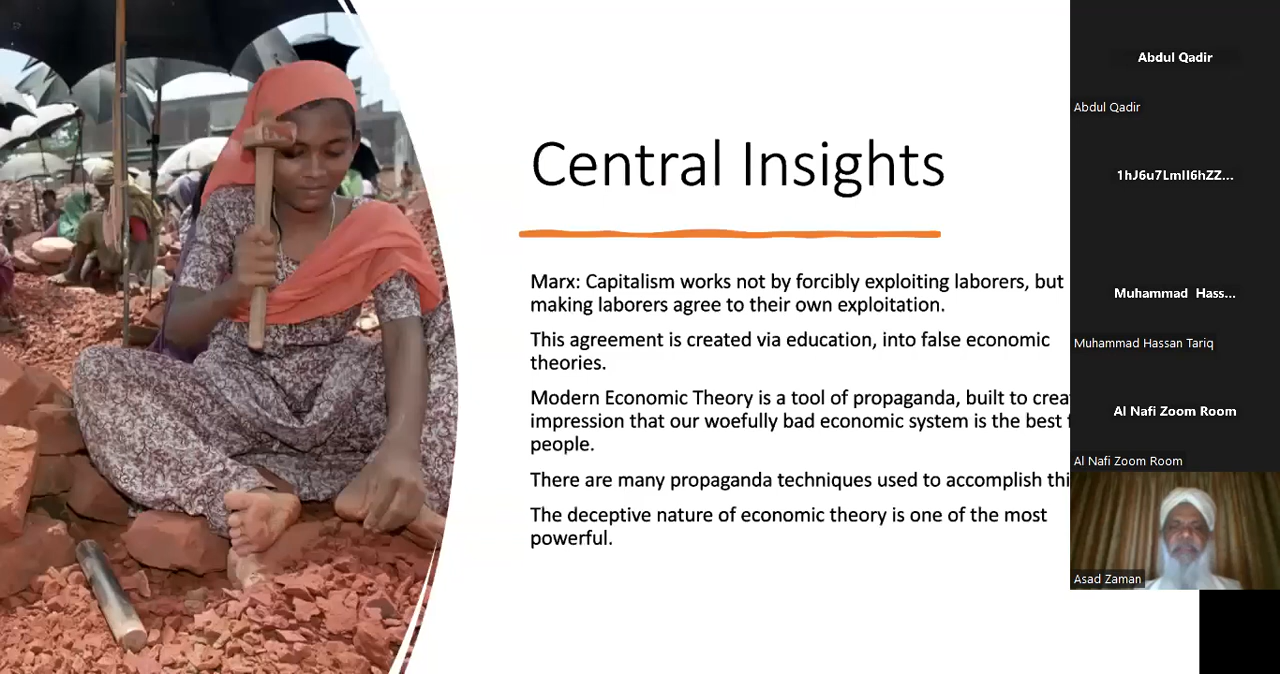 Central Insights
Marx: Capitalism works not by forcibly exploiting laborers, but
making laborers agree to their own exploitation.
This agreement is created via education, into false economic
theories.
Modern Economic Theory is a tool of propaganda, built to crea
impression that our woefully bad economic system is the best
people.
There are many propaganda techniques used to accomplish thi
The deceptive nature of economic theory is one of the most
powerful.
Abdul Qadir
Abdul Qadir
Muhammad Hass...
Muhammad Hassan Tariq
Al Nafi Zoom Room
Al Nafi Zoom Room
Asad Zaman